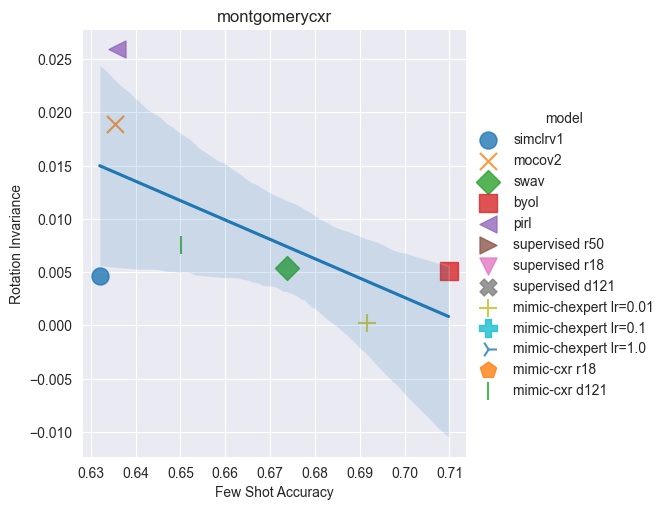 montgomerycxr
Rotation Invariance
0.025
0.020
0.015
0.010
0.005
0.000
−0.005
−0.010
0.63 0.64 0.65 0.66 0.67 0.68 0.69 0.70 0.71
Few Shot Accuracy
model
simclrv1
mocov2
swav
byol
pirl
supervised r50
supervised r18
supervised d121
mimic-chexpert lr=0.01
mimic-chexpert lr=0.1
mimic-chexpert lr=1.0
mimic-cxr r18
mimic-cxr d121